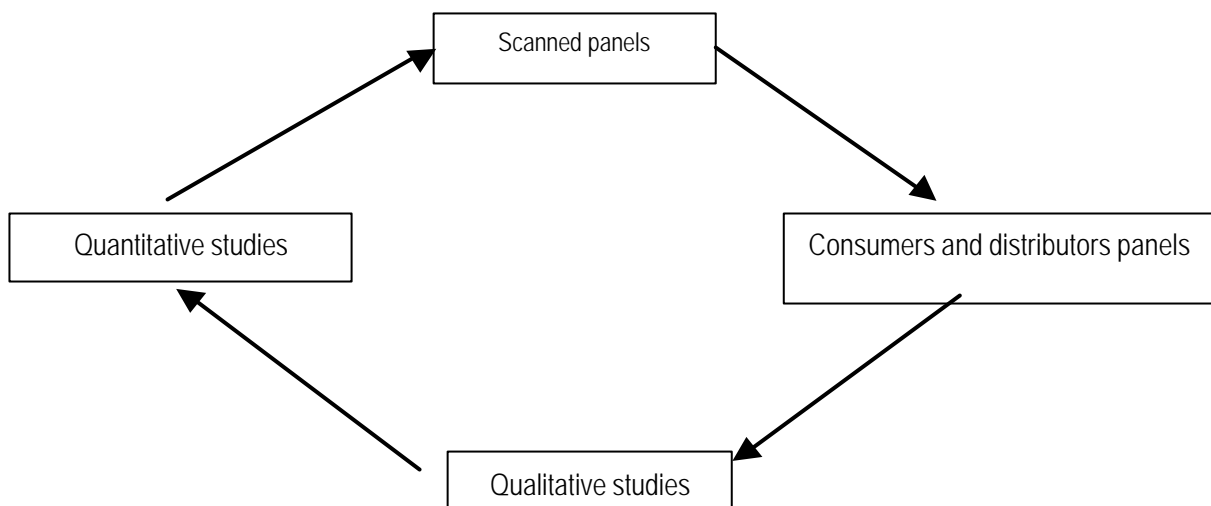 Scanned panels
Quantitative studies
Consumers and distributors panels
Qualitative studies